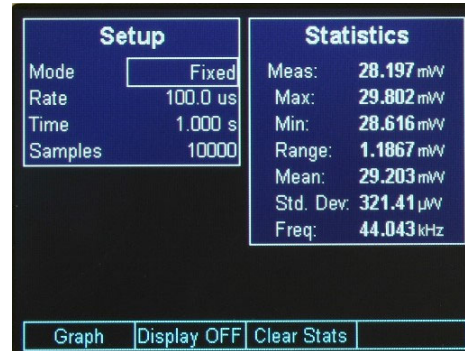 Setup
Mode Fixed
Rate 100.0 us
Time 1.000 s
Samples 10000
Statistics
Meas: 28.197 mW
Max: 29.802 mW
Min: 28.616 mW
Range: 1.1867 mW
Mean: 29.203 mW
Std. Dev: 321.41 µW
Freq: 44.043 kHz
Graph Display OFF Clear Stats